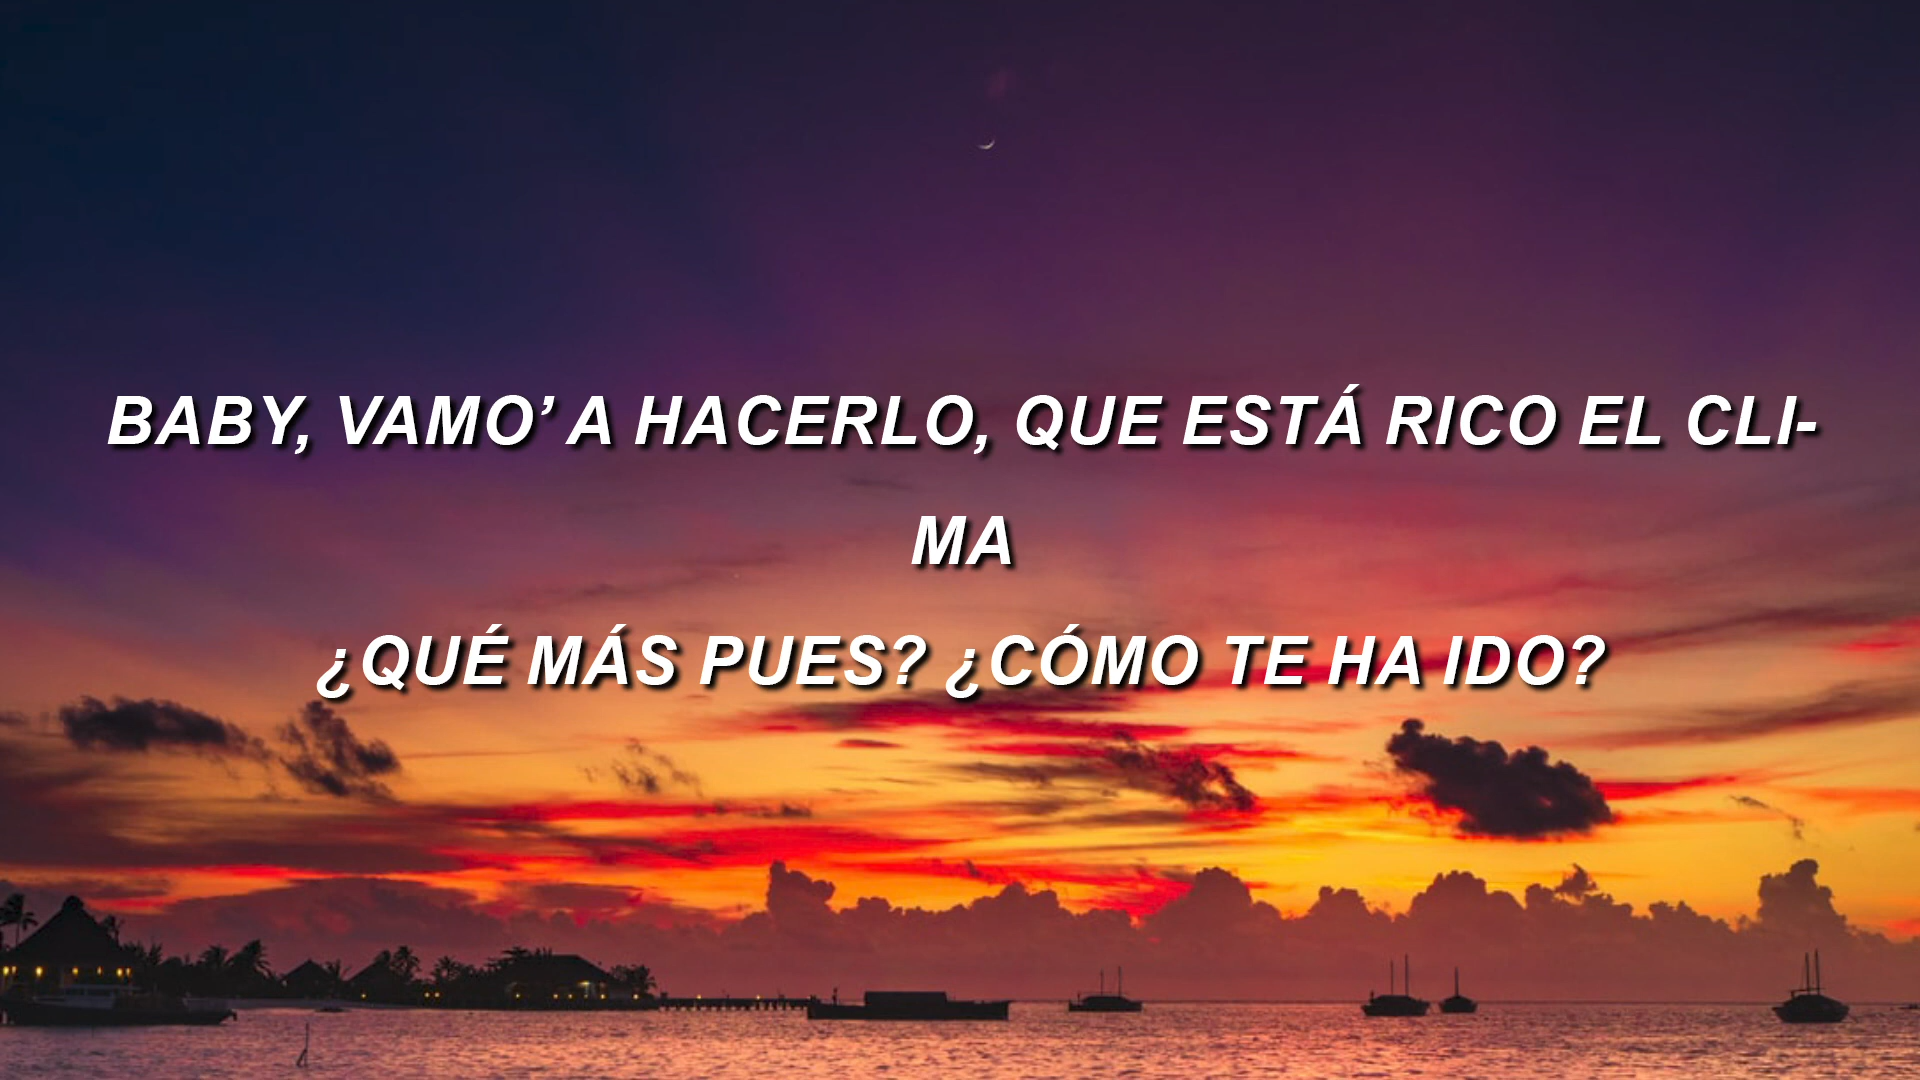 BABY, VAMO’ A HACERLO, QUE ESTÁ RICO EL CLI-
MA
¿QUÉ MÁS PUES? ¿CÓMO TE HA IDO?